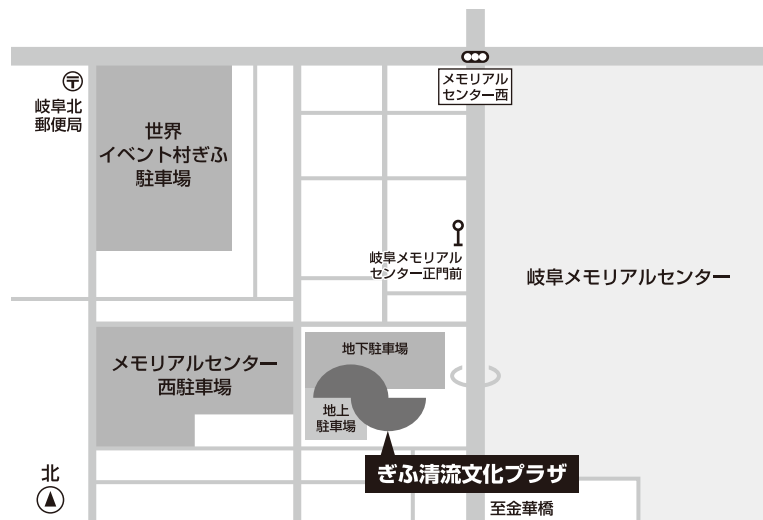 メモリアル
センター西
岐阜北
郵便局
世界
イベント村ぎふ
駐車場
岐阜メモリアル
センター正門前
岐阜メモリアルセンター
メモリアルセンター
西駐車場
地下駐車場
地上
駐車場
ぎふ清流文化プラザ
北
至金華橋